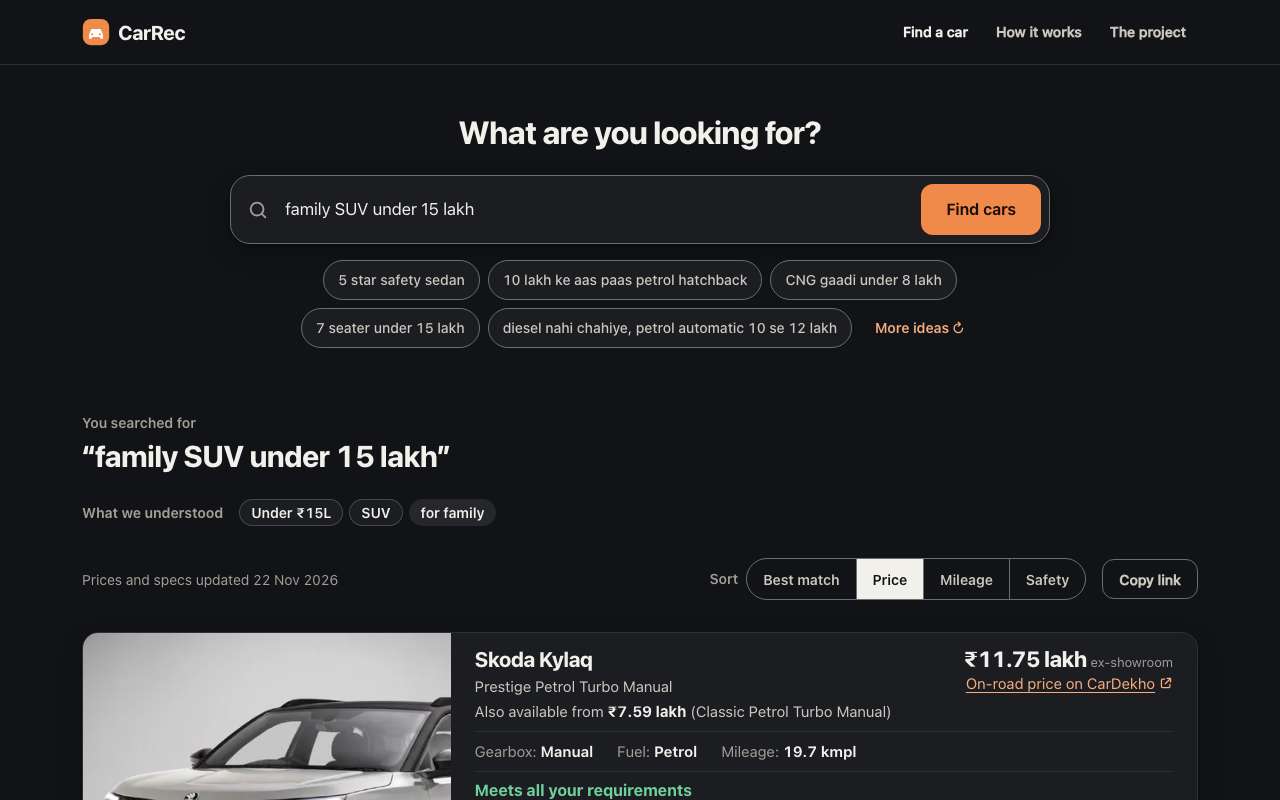 CarRec
Find a car
How it works
The project
What are you looking for?
family SUV under 15 lakh
Find cars
5 star safety sedan
10 lakh ke aas paas petrol hatchback
CNG gaadi under 8 lakh
7 seater under 15 lakh
diesel nahi chahiye, petrol automatic 10 se 12 lakh
More ideas ↻
You searched for
“family SUV under 15 lakh”
What we understood
Under ₹15L
SUV
for family
Prices and specs updated 22 Nov 2026
Sort
Best match
Price
Mileage
Safety
Copy link
Skoda Kylaq
₹11.75 lakh ex-showroom
Prestige Petrol Turbo Manual
On-road price on CarDekho
Also available from ₹7.59 lakh (Classic Petrol Turbo Manual)
Gearbox: Manual Fuel: Petrol Mileage: 19.7 kmpl
Meets all your requirements